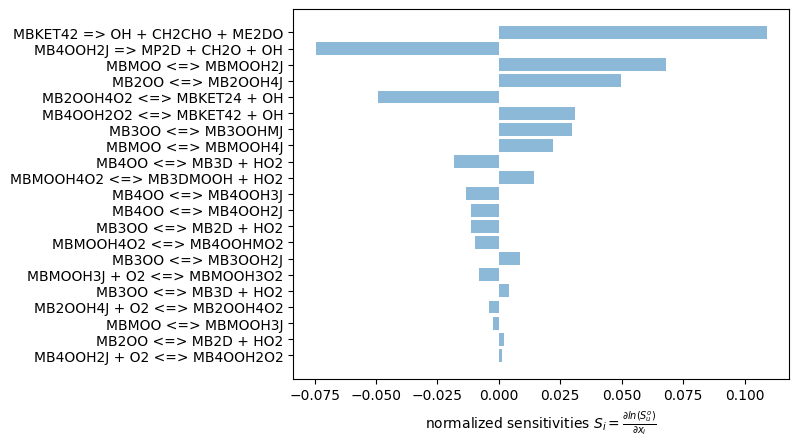 MBKET42 => OH + CH2CHO + ME2DO
MB4OOH2J => MP2D + CH2O + OH
MBMOO <=> MBMOOH2J
MB2OO <=> MB2OOH4J
MB2OOH4O2 <=> MBKET24 + OH
MB4OOH2O2 <=> MBKET42 + OH
MB3OO <=> MB3OOHMJ
MBMOO <=> MBMOOH4J
MB4OO <=> MB3D + HO2
MBMOOH4O2 <=> MB3DMOOH + HO2
MB4OO <=> MB4OOH3J
MB4OO <=> MB4OOH2J
MB3OO <=> MB2D + HO2
MBMOOH4O2 <=> MB4OOHMO2
MB3OO <=> MB3OOH2J
MBMOOH3J + O2 <=> MBMOOH3O2
MB3OO <=> MB3D + HO2
MB2OOH4J + O2 <=> MB2OOH4O2
MBMOO <=> MBMOOH3J
MB2OO <=> MB2D + HO2
MB4OOH2J + O2 <=> MB4OOH2O2
−0.075 −0.050 −0.025 0.000 0.025 0.050 0.075 0.100
normalized sensitivities $S_i = \frac{\partial ln(S_u^o)}{\partial x_i}$